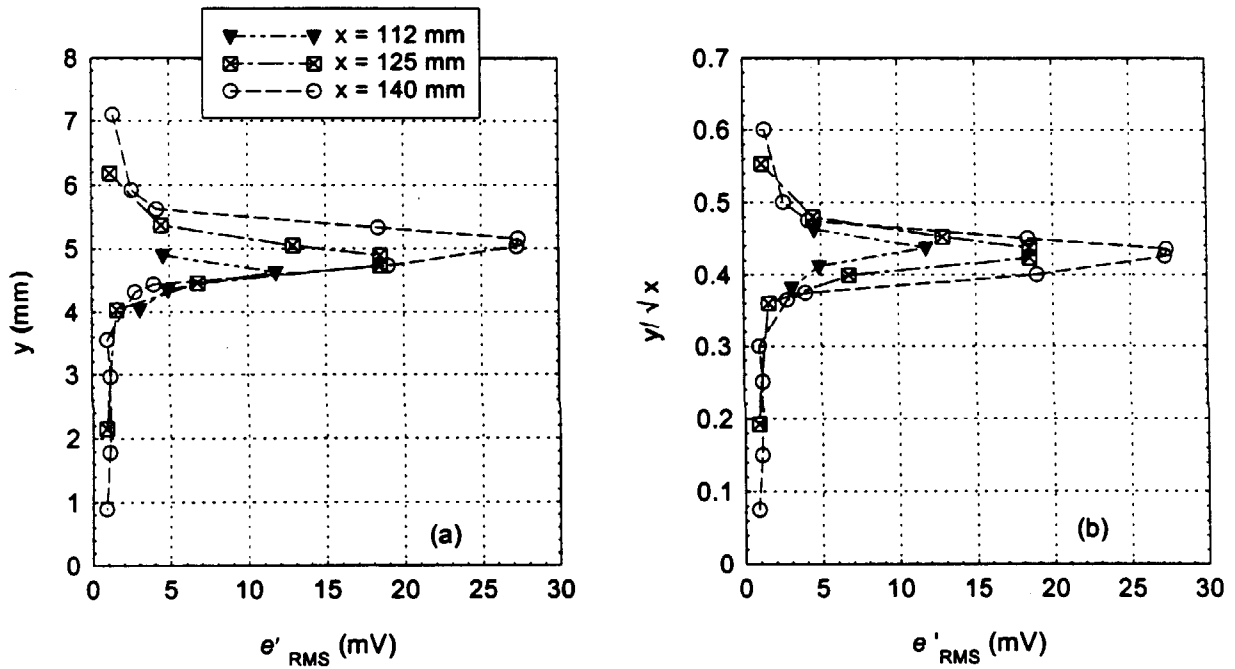 x = 112 mm
x = 125 mm
x = 140 mm
8
7
6
5
4
3
2
1
0
y (mm)
0 5 10 15 20 25 30
e' RMS (mV)
(a)
0.7
0.6
0.5
0.4
0.3
0.2
0.1
0
y/ √ x
0 5 10 15 20 25 30
e ' RMS (mV)
(b)